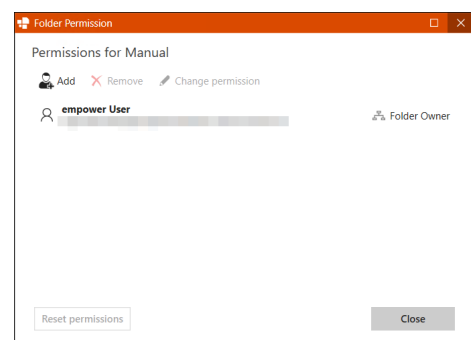 Folder Permission
Permissions for Manual
Add Remove Change permission
empower User
Folder Owner
Reset permissions Close